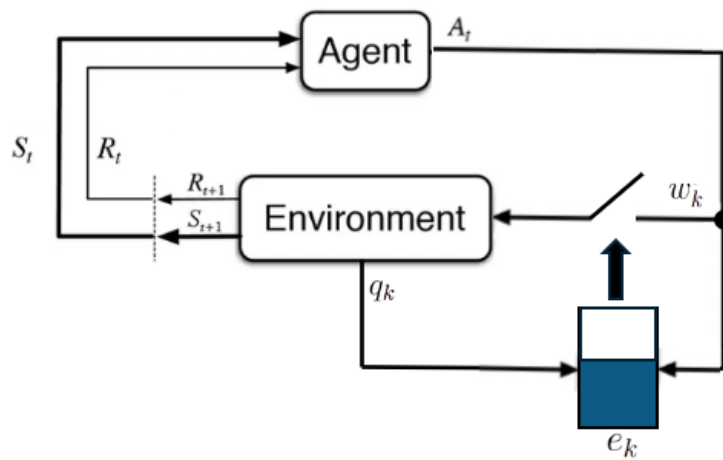 Agent
A_t
S_t
R_t
R_{t+1}
S_{t+1}
Environment
w_k
q_k
e_k